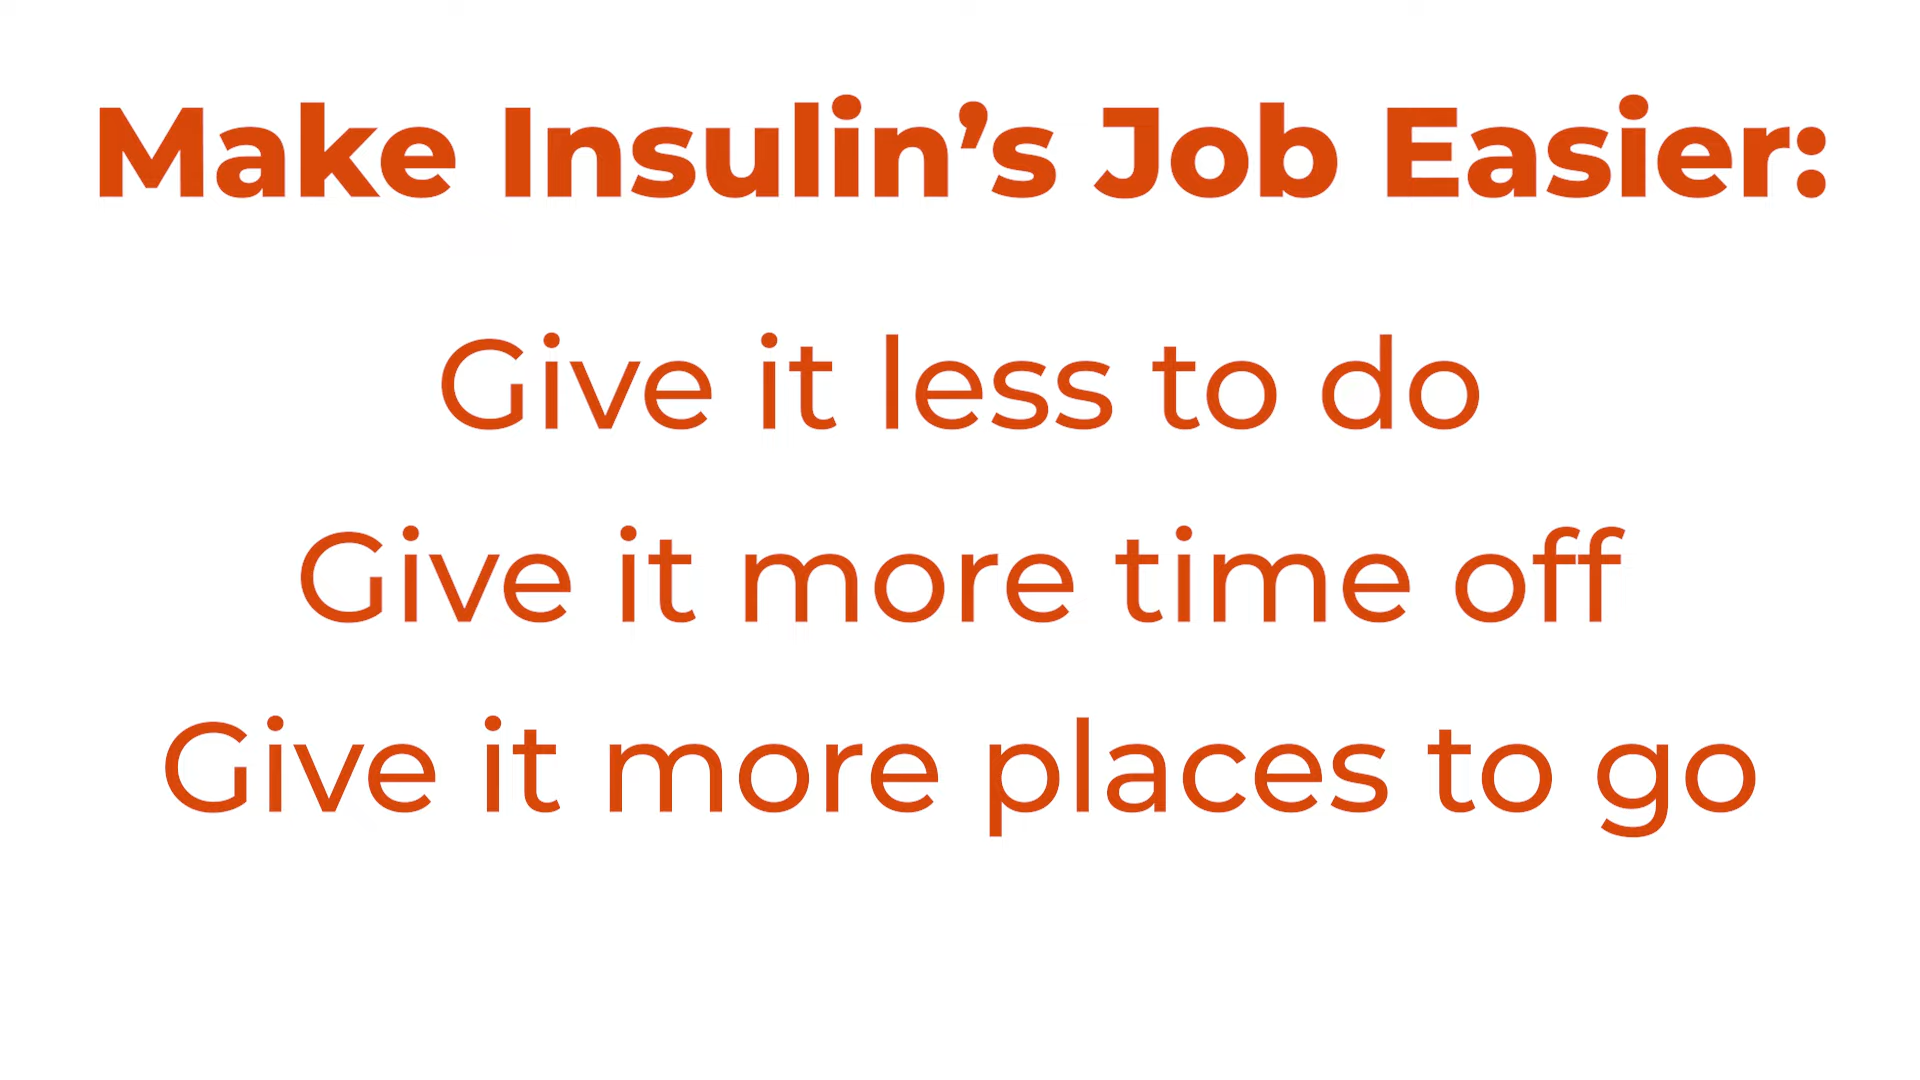 Make Insulin’s Job Easier:
Give it less to do
Give it more time off
Give it more places to go